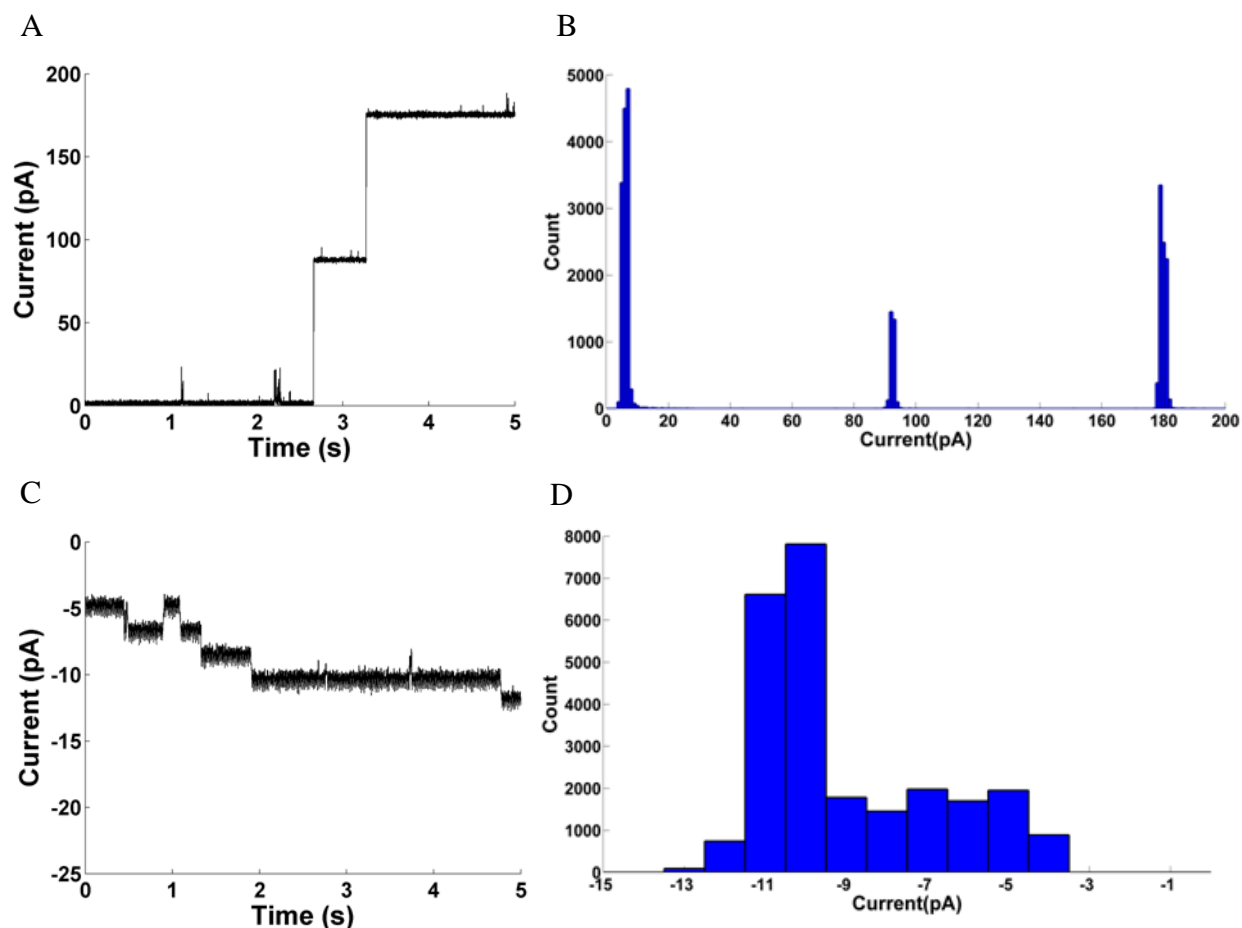 A
Current (pA)
200
150
100
50
0
0 1 2 3 4 5
Time (s)
B
Count
5000
4000
3000
2000
1000
0
0 20 40 60 80 100 120 140 160 180 200
Current(pA)
C
Current (pA)
0
-5
-10
-15
-20
-25
0 1 2 3 4 5
Time (s)
D
Count
8000
7000
6000
5000
4000
3000
2000
1000
0
-15 -13 -11 -9 -7 -5 -3 -1
Current(pA)